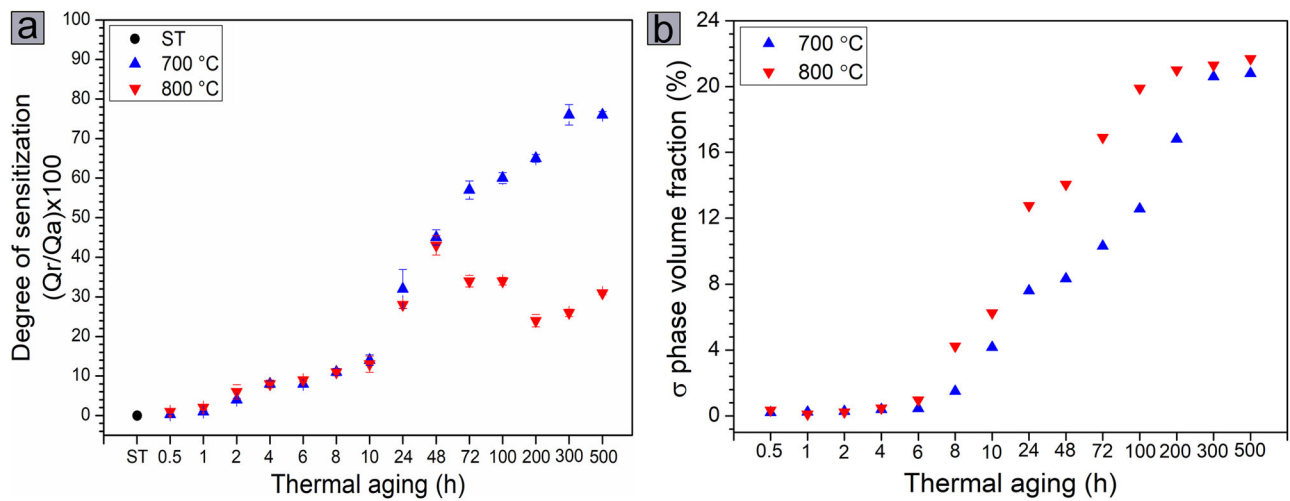 a
Degree of sensitization
(Qr/Qa)x100
100
90
80
70
60
50
40
30
20
10
0
ST
700 °C
800 °C
ST 0.5 1 2 4 6 8 10 24 48 72 100 200 300 500
Thermal aging (h)
b
σ phase volume fraction (%)
24
20
16
12
8
4
0
700 °C
800 °C
0.5 1 2 4 6 8 10 24 48 72 100 200 300 500
Thermal aging (h)